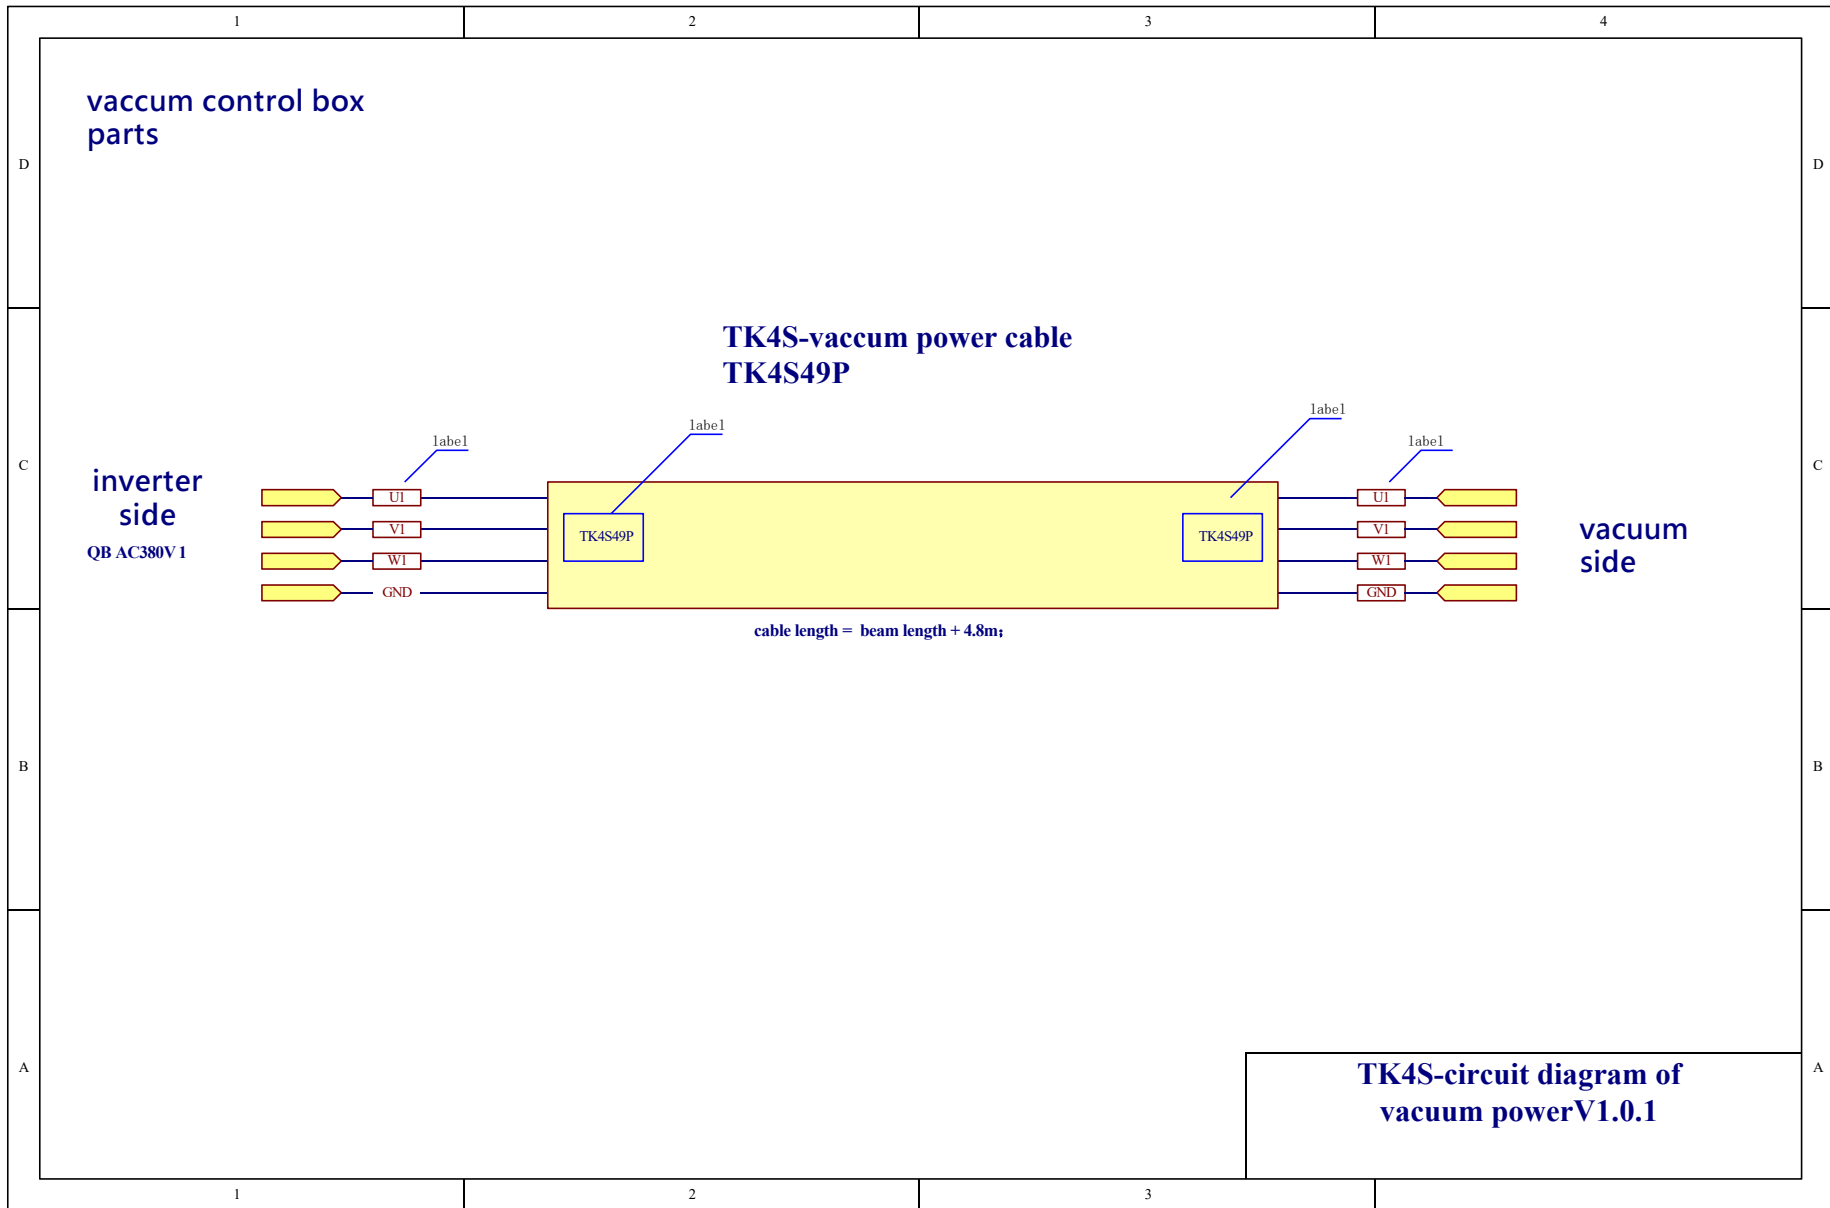 1 2 3 4
vaccum control box
parts
D D
TK4S-vaccum power cable
TK4S49P
label label label label
C C
inverter
side
QB AC380V 1
U1
V1
W1
GND
TK4S49P TK4S49P
U1
V1
W1
GND
vacuum
side
cable length = beam length + 4.8m;
B B
A A
TK4S-circuit diagram of
vacuum powerV1.0.1
1 2 3